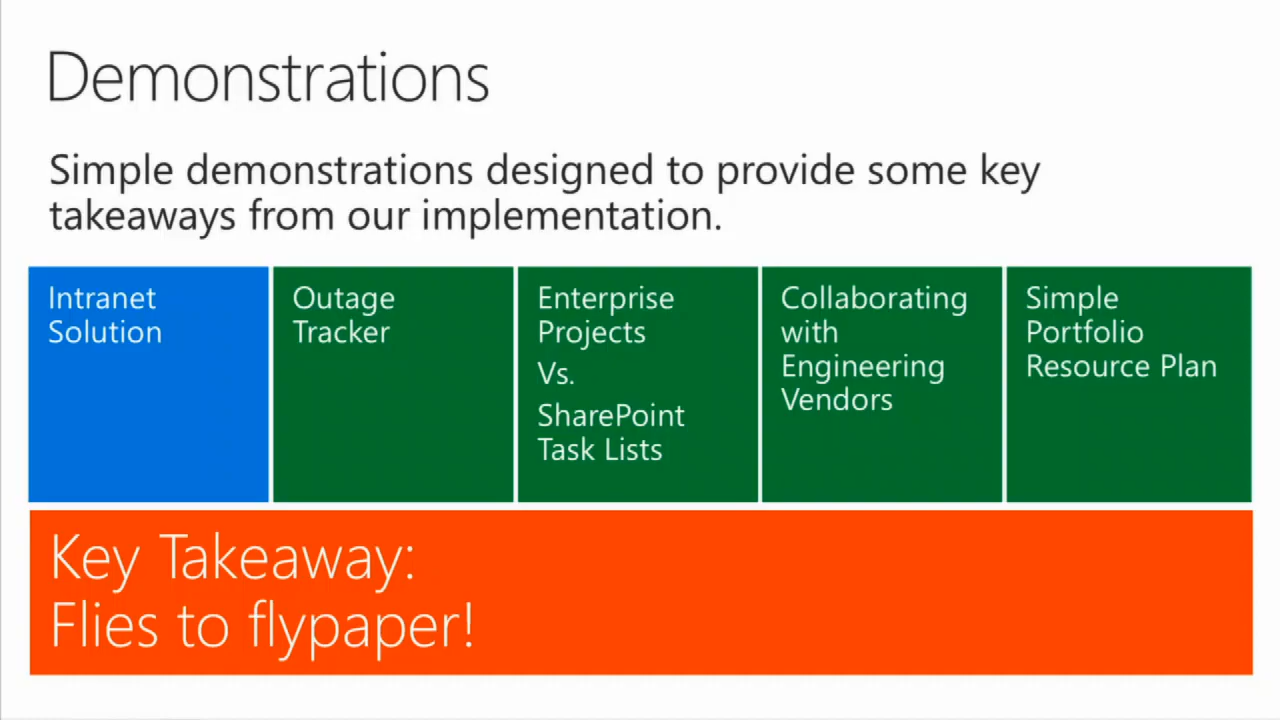 Demonstrations
Simple demonstrations designed to provide some key
takeaways from our implementation.
Intranet
Solution
Outage
Tracker
Enterprise
Projects
Vs.
SharePoint
Task Lists
Collaborating
with
Engineering
Vendors
Simple
Portfolio
Resource Plan
Key Takeaway:
Flies to flypaper!